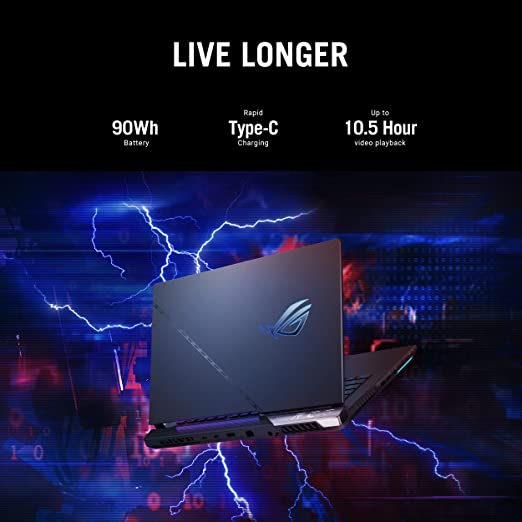 LIVE LONGER
90Wh
Battery
Rapid
Type-C
Charging
Up to
10.5 Hour
video playback